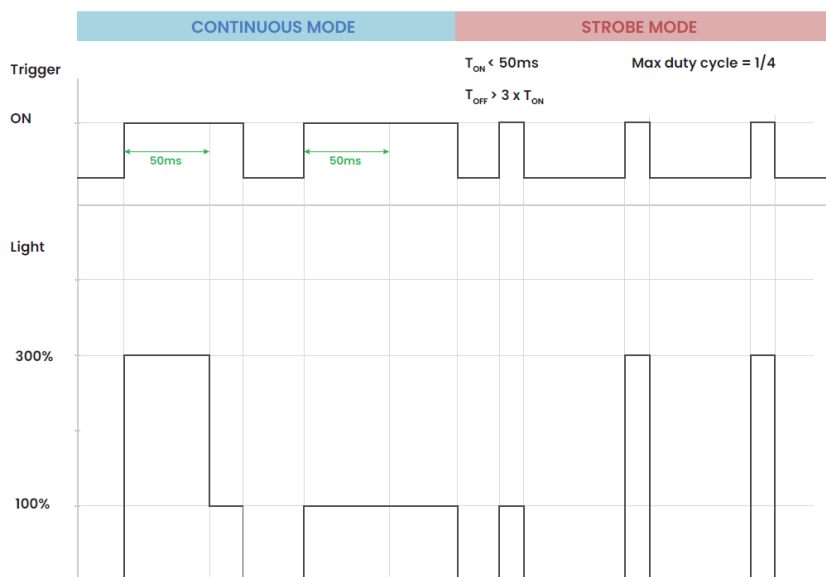 CONTINUOUS MODE
STROBE MODE
Trigger
TON < 50ms
Max duty cycle = 1/4
TOFF > 3 x TON
ON
50ms
50ms
Light
300%
100%